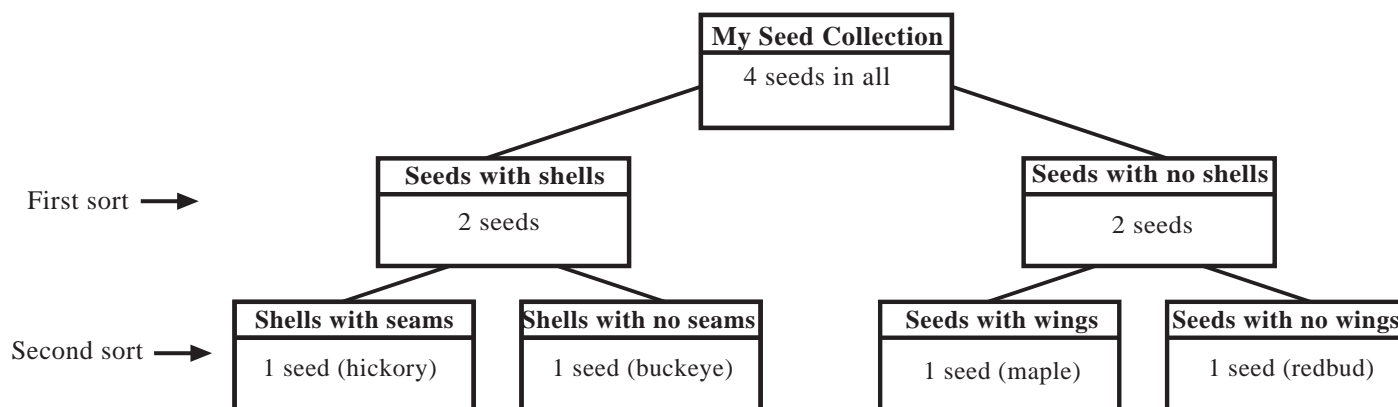 My Seed Collection
4 seeds in all
First sort
Seeds with shells
2 seeds
Seeds with no shells
2 seeds
Second sort
Shells with seams
1 seed (hickory)
Shells with no seams
1 seed (buckeye)
Seeds with wings
1 seed (maple)
Seeds with no wings
1 seed (redbud)